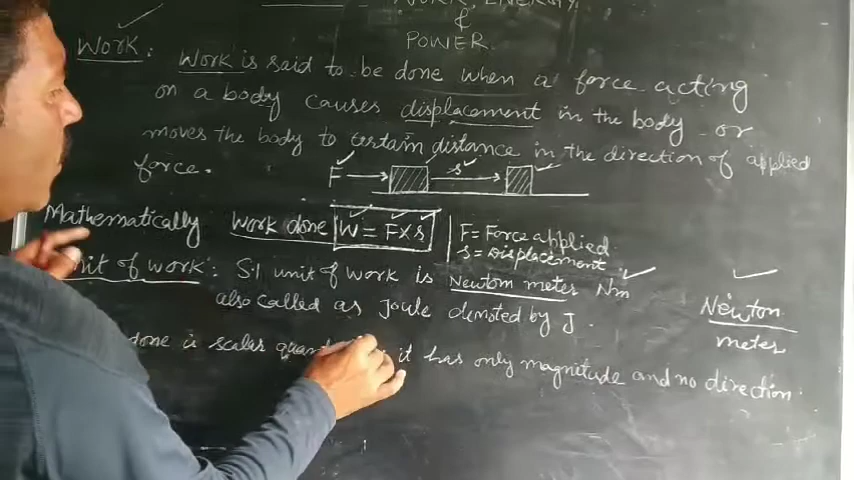 WORK, ENERGY
&
POWER.
WORK: Work is said to be done when a force acting
on a body causes displacement in the body or
moves the body to certain distance in the direction of applied
force.
F s
Mathematically Work done W = F x s F = Force applied
s = Displacement
Unit of work: S.I unit of work is Newton meter Nm
also called as Joule denoted by J.
Newton
meter
done is scalar it has only magnitude and no direction.